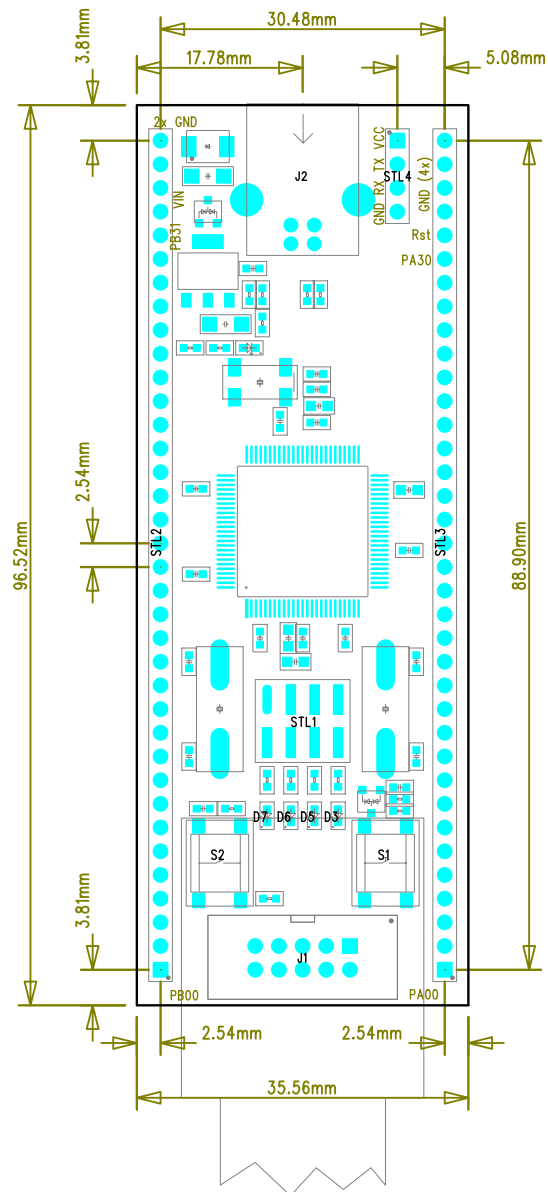 30.48mm
3.81mm
17.78mm
5.08mm
2x GND
J2
GND RX TX VCC
STL4
GND (4x)
VIN
PB31
Rst
PA30
2.54mm
96.52mm
STL2
STL3
88.90mm
STL1
D7
D6
D5
D3
S2
S1
3.81mm
J1
PB00
PA00
2.54mm
2.54mm
35.56mm